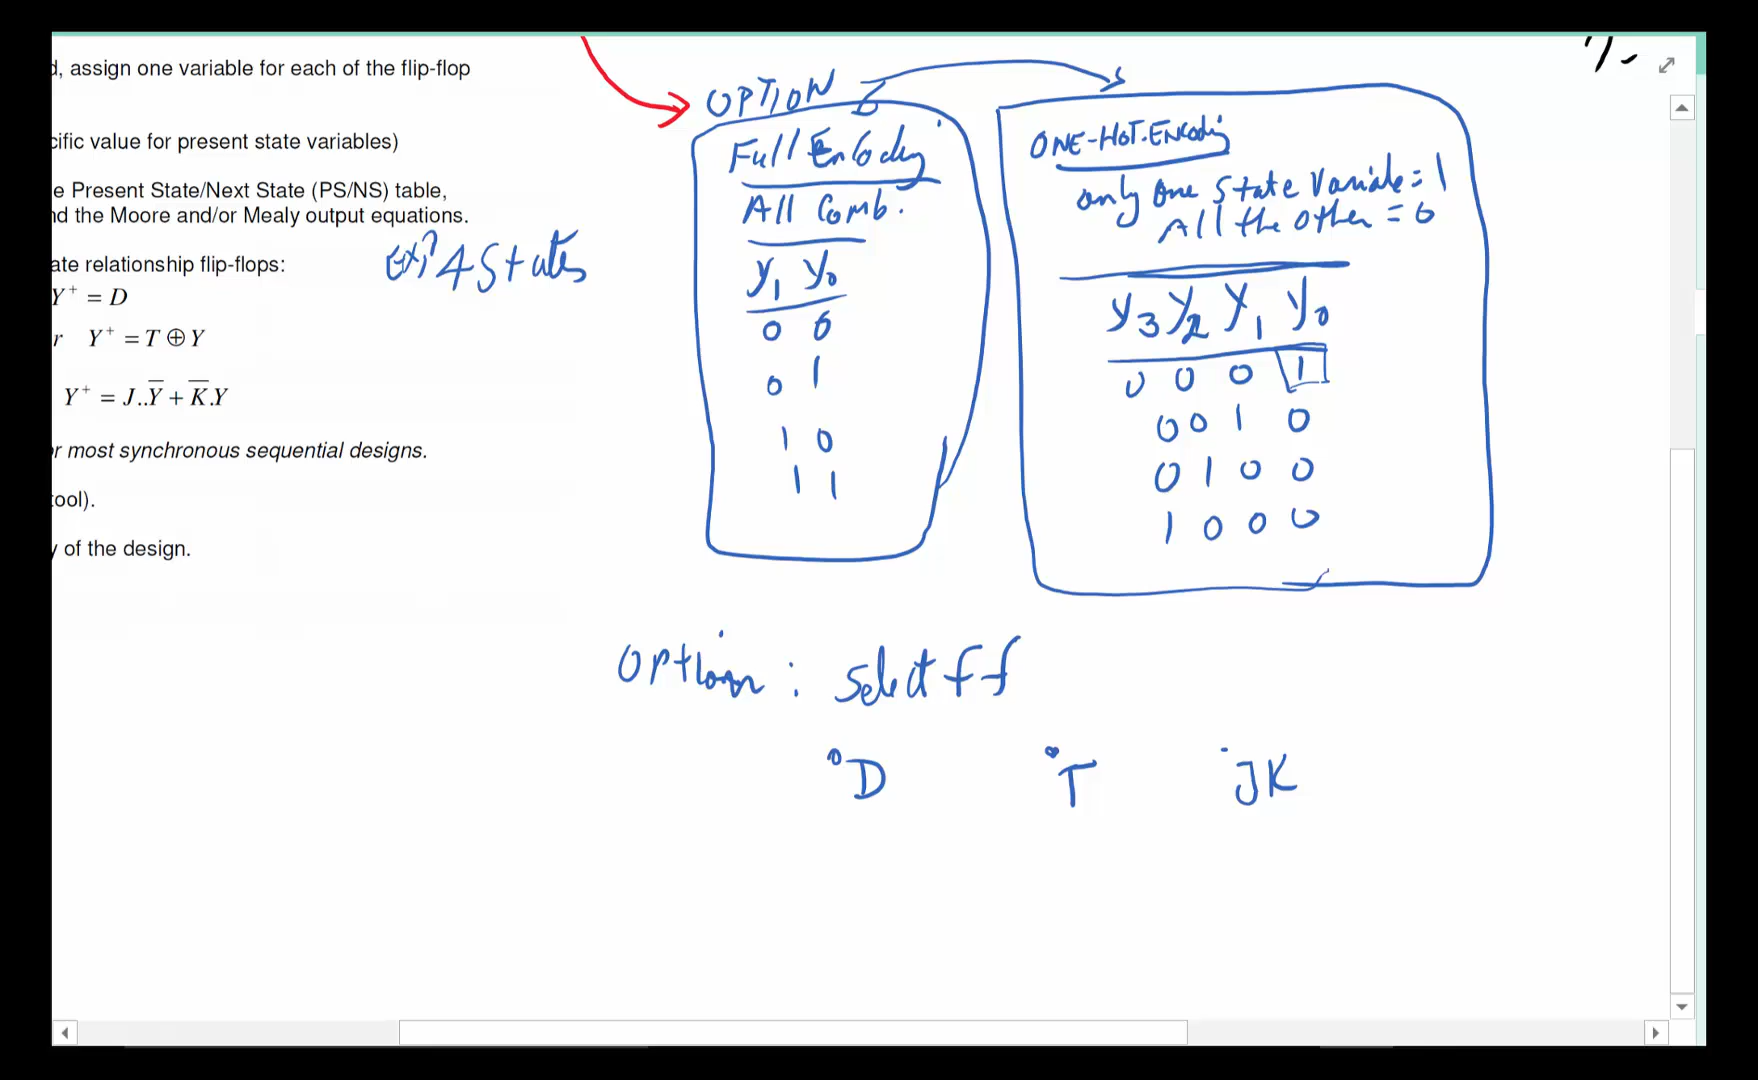 d, assign one variable for each of the flip-flop
cific value for present state variables)
e Present State/Next State (PS/NS) table,
nd the Moore and/or Mealy output equations.
ate relationship flip-flops:
Y⁺ = D
r Y⁺ = T ⊕ Y
Y⁺ = J..Y̅ + K̅.Y
or most synchronous sequential designs.
tool).
y of the design.
4 States
OPTION
Full Encoding
All Comb.
y₁ y₀
0 0
0 1
1 0
1 1
ONE-HOT.Encodi
only one State Variable = 1
All the other = 0
y₃ y₂ y₁ y₀
0 0 0 1
0 0 1 0
0 1 0 0
1 0 0 0
Option : Select ff
D T JK